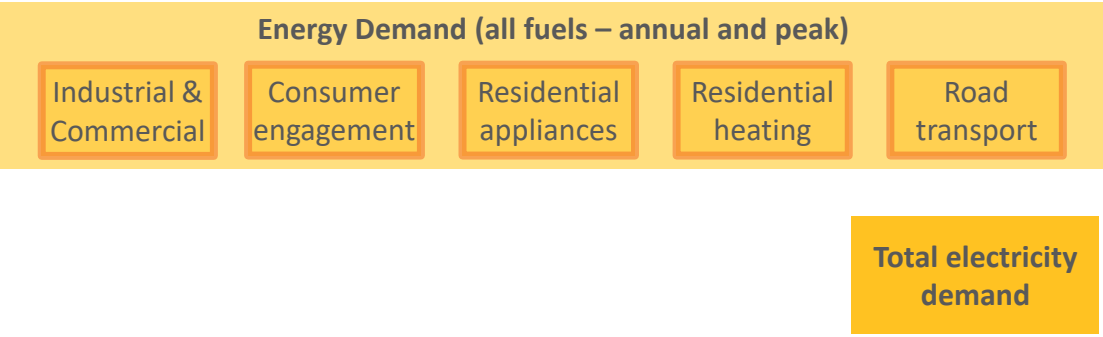 Energy Demand (all fuels – annual and peak)
Industrial &
Commercial
Consumer
engagement
Residential
appliances
Residential
heating
Road
transport
Total electricity
demand